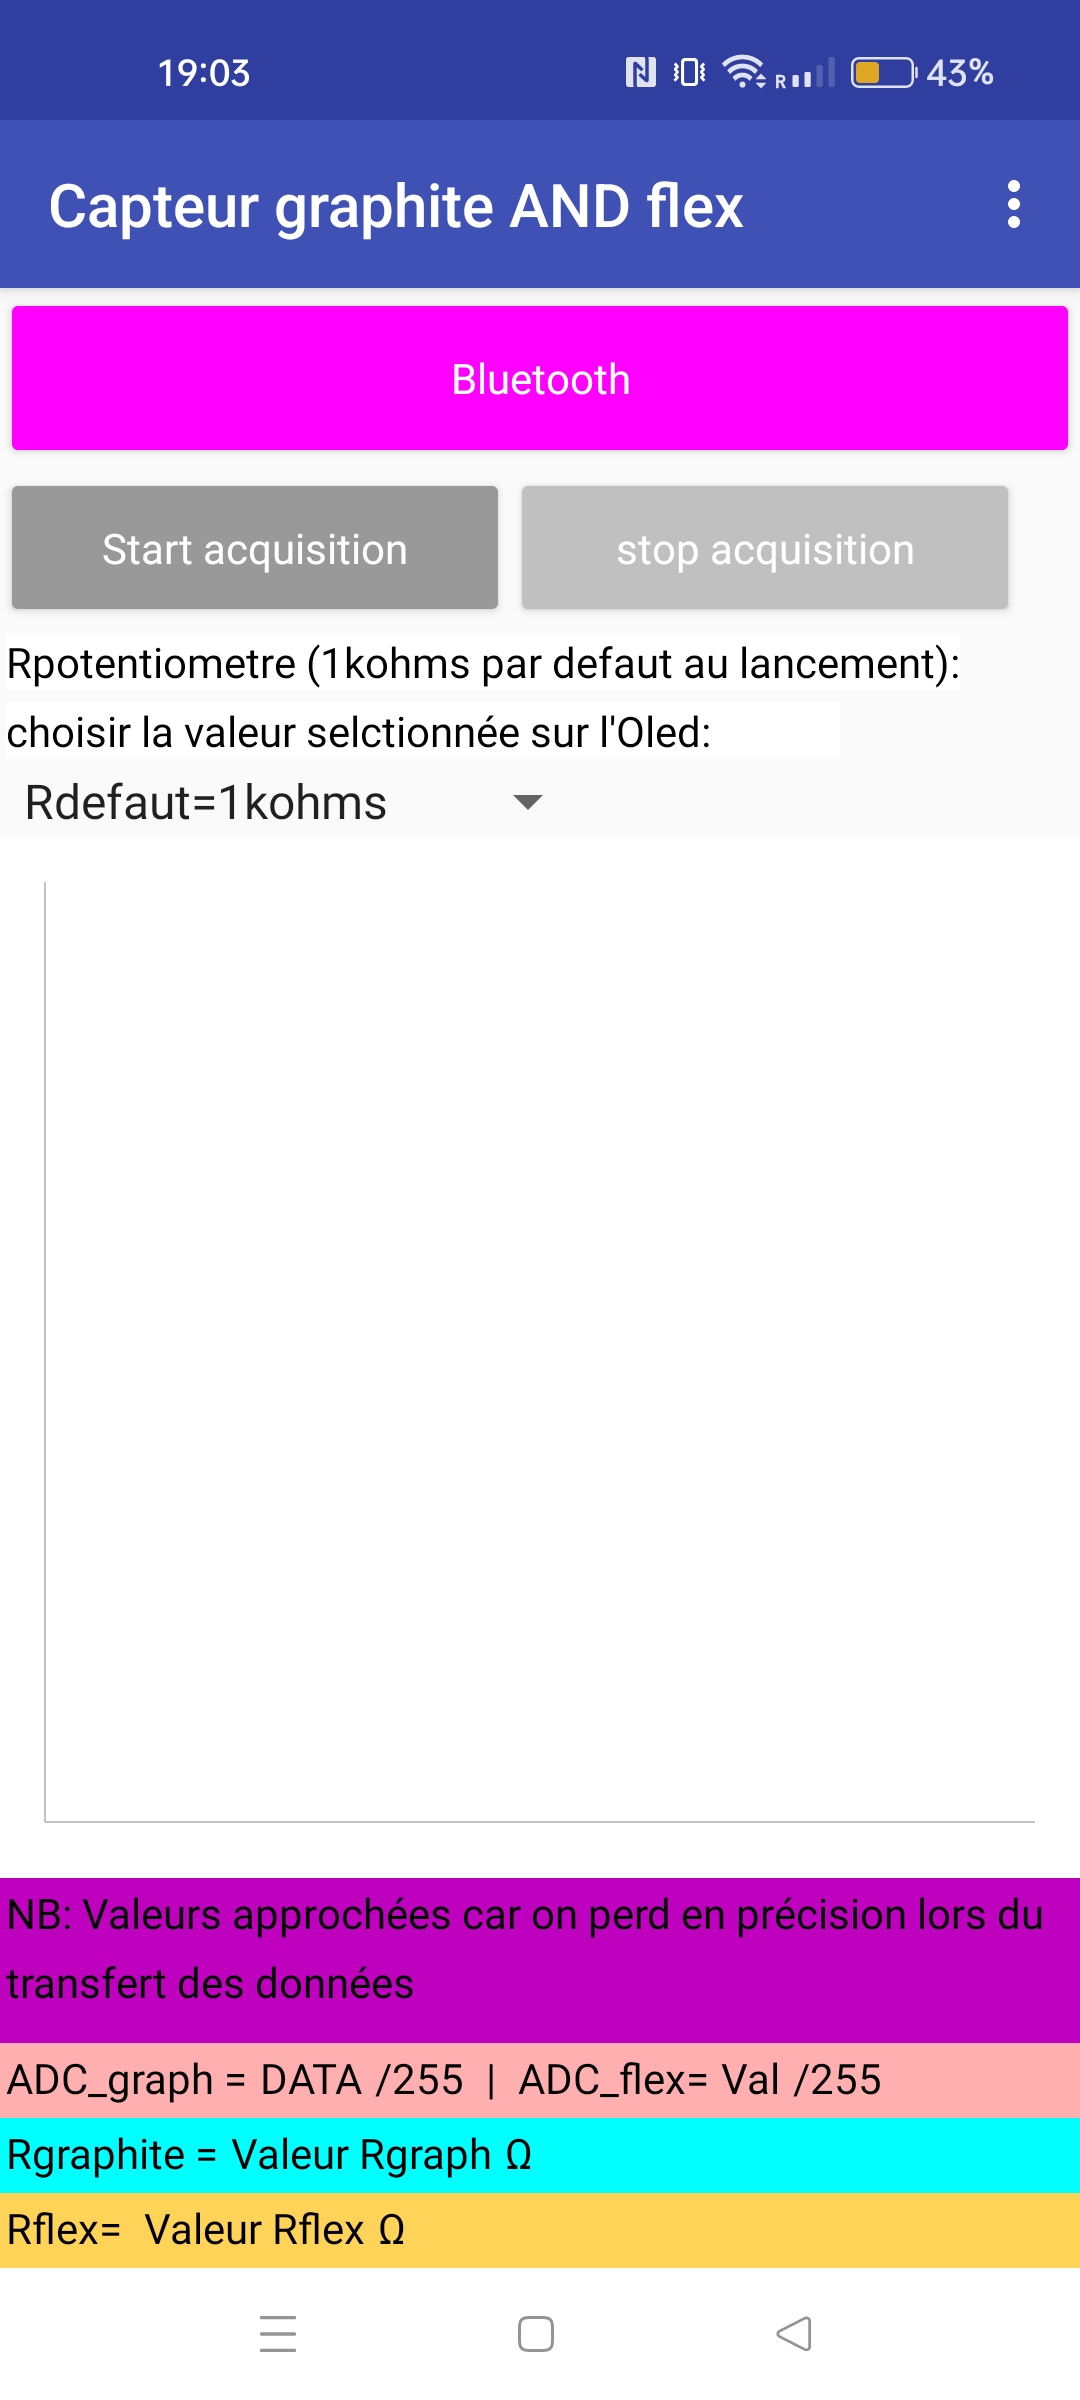 19:03
R
43%
Capteur graphite AND flex
Bluetooth
Start acquisition
stop acquisition
Rpotentiometre (1kohms par defaut au lancement):
choisir la valeur selctionnée sur l'Oled:
Rdefaut=1kohms
NB: Valeurs approchées car on perd en précision lors du
transfert des données
ADC_graph = DATA /255 | ADC_flex= Val /255
Rgraphite = Valeur Rgraph Ω
Rflex= Valeur Rflex Ω